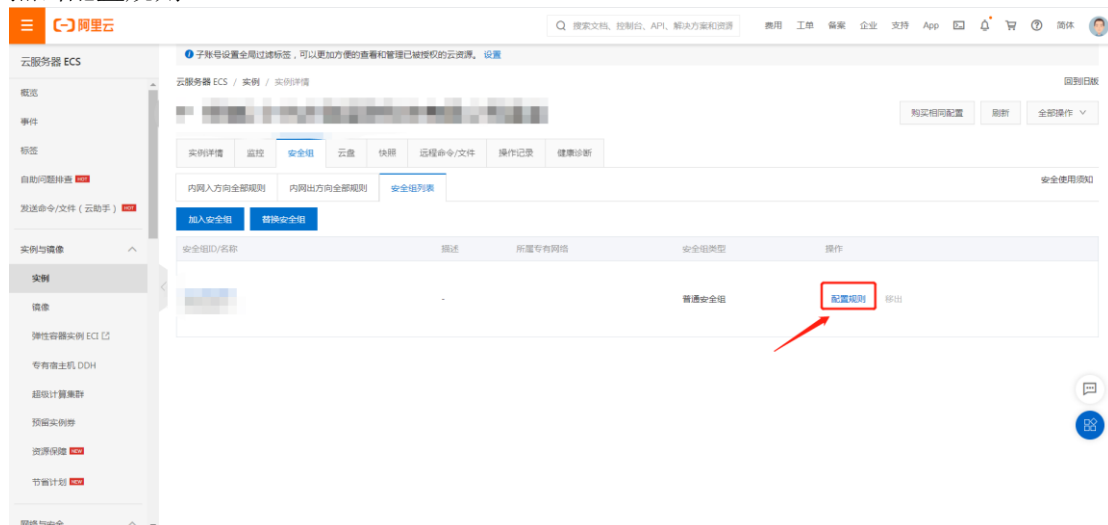 阿里云
搜索文档、控制台、API、解决方案和资源
费用 工单 备案 企业 支持 App 简体
云服务器 ECS
子账号设置全局过滤标签，可以更加方便的查看和管理已被授权的云资源。 设置
概览
云服务器 ECS / 实例 / 实例详情
回到旧版
事件
购买相同配置 刷新 全部操作
标签
实例详情 监控 安全组 云盘 快照 远程命令/文件 操作记录 健康诊断
自助问题排查 HOT
内网入方向全部规则 内网出方向全部规则 安全组列表
安全使用须知
发送命令/文件（云助手） HOT
加入安全组 替换安全组
实例与镜像
安全组ID/名称 描述 所属专有网络 安全组类型 操作
实例
镜像
- 普通安全组 配置规则 移出
弹性容器实例 ECI
专有宿主机 DDH
超级计算集群
预留实例券
资源保障 NEW
节省计划 NEW
网络与安全